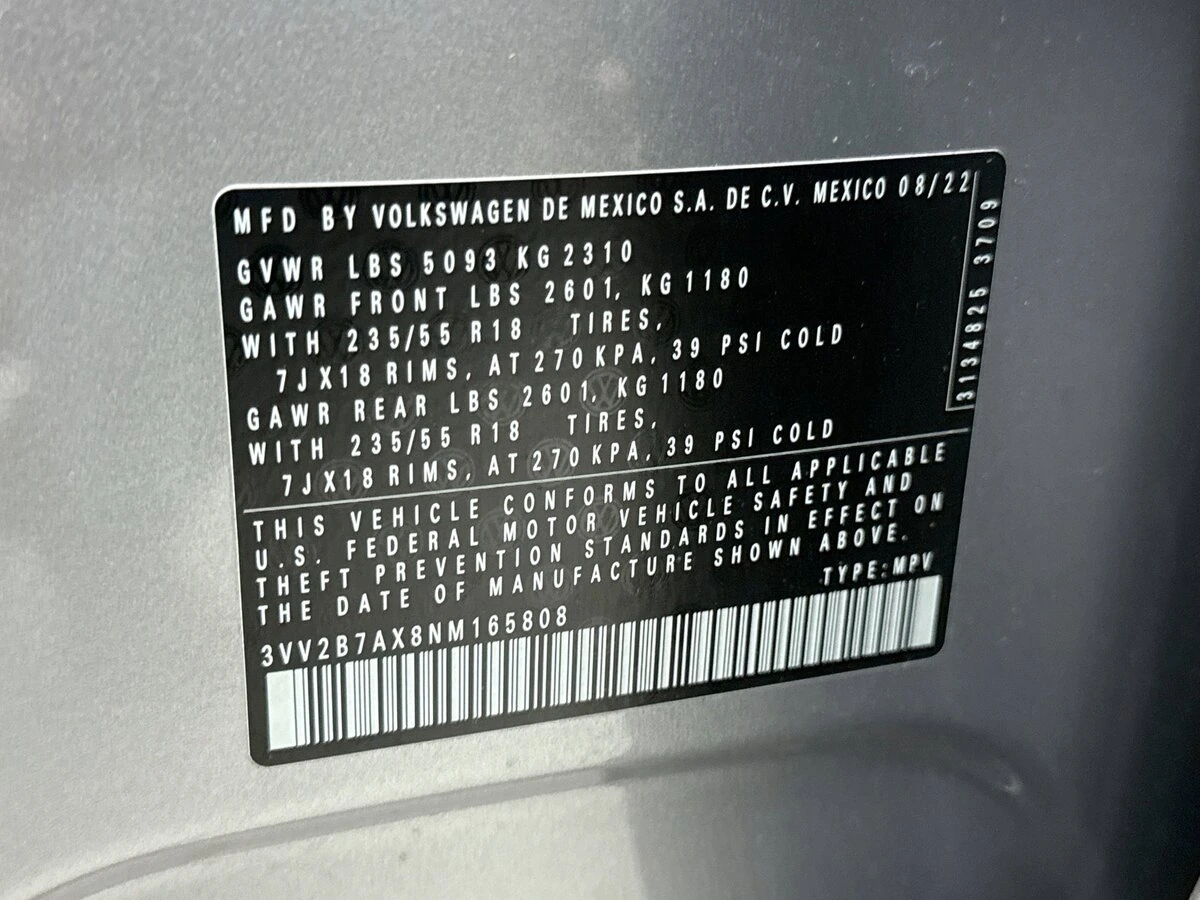 MFD BY VOLKSWAGEN DE MEXICO S.A. DE C.V. MEXICO 08/22
GVWR LBS 5093 KG 2310
GAWR FRONT LBS 2601, KG 1180
WITH 235/55 R18 TIRES,
7JX18 RIMS, AT 270 KPA, 39 PSI COLD
GAWR REAR LBS 2601, KG 1180
WITH 235/55 R18 TIRES,
7JX18 RIMS, AT 270 KPA, 39 PSI COLD
3134825 3709
THIS VEHICLE CONFORMS TO ALL APPLICABLE
U.S. FEDERAL MOTOR VEHICLE SAFETY AND
THEFT PREVENTION STANDARDS IN EFFECT ON
THE DATE OF MANUFACTURE SHOWN ABOVE.
TYPE: MPV
3VV2B7AX8NM165808